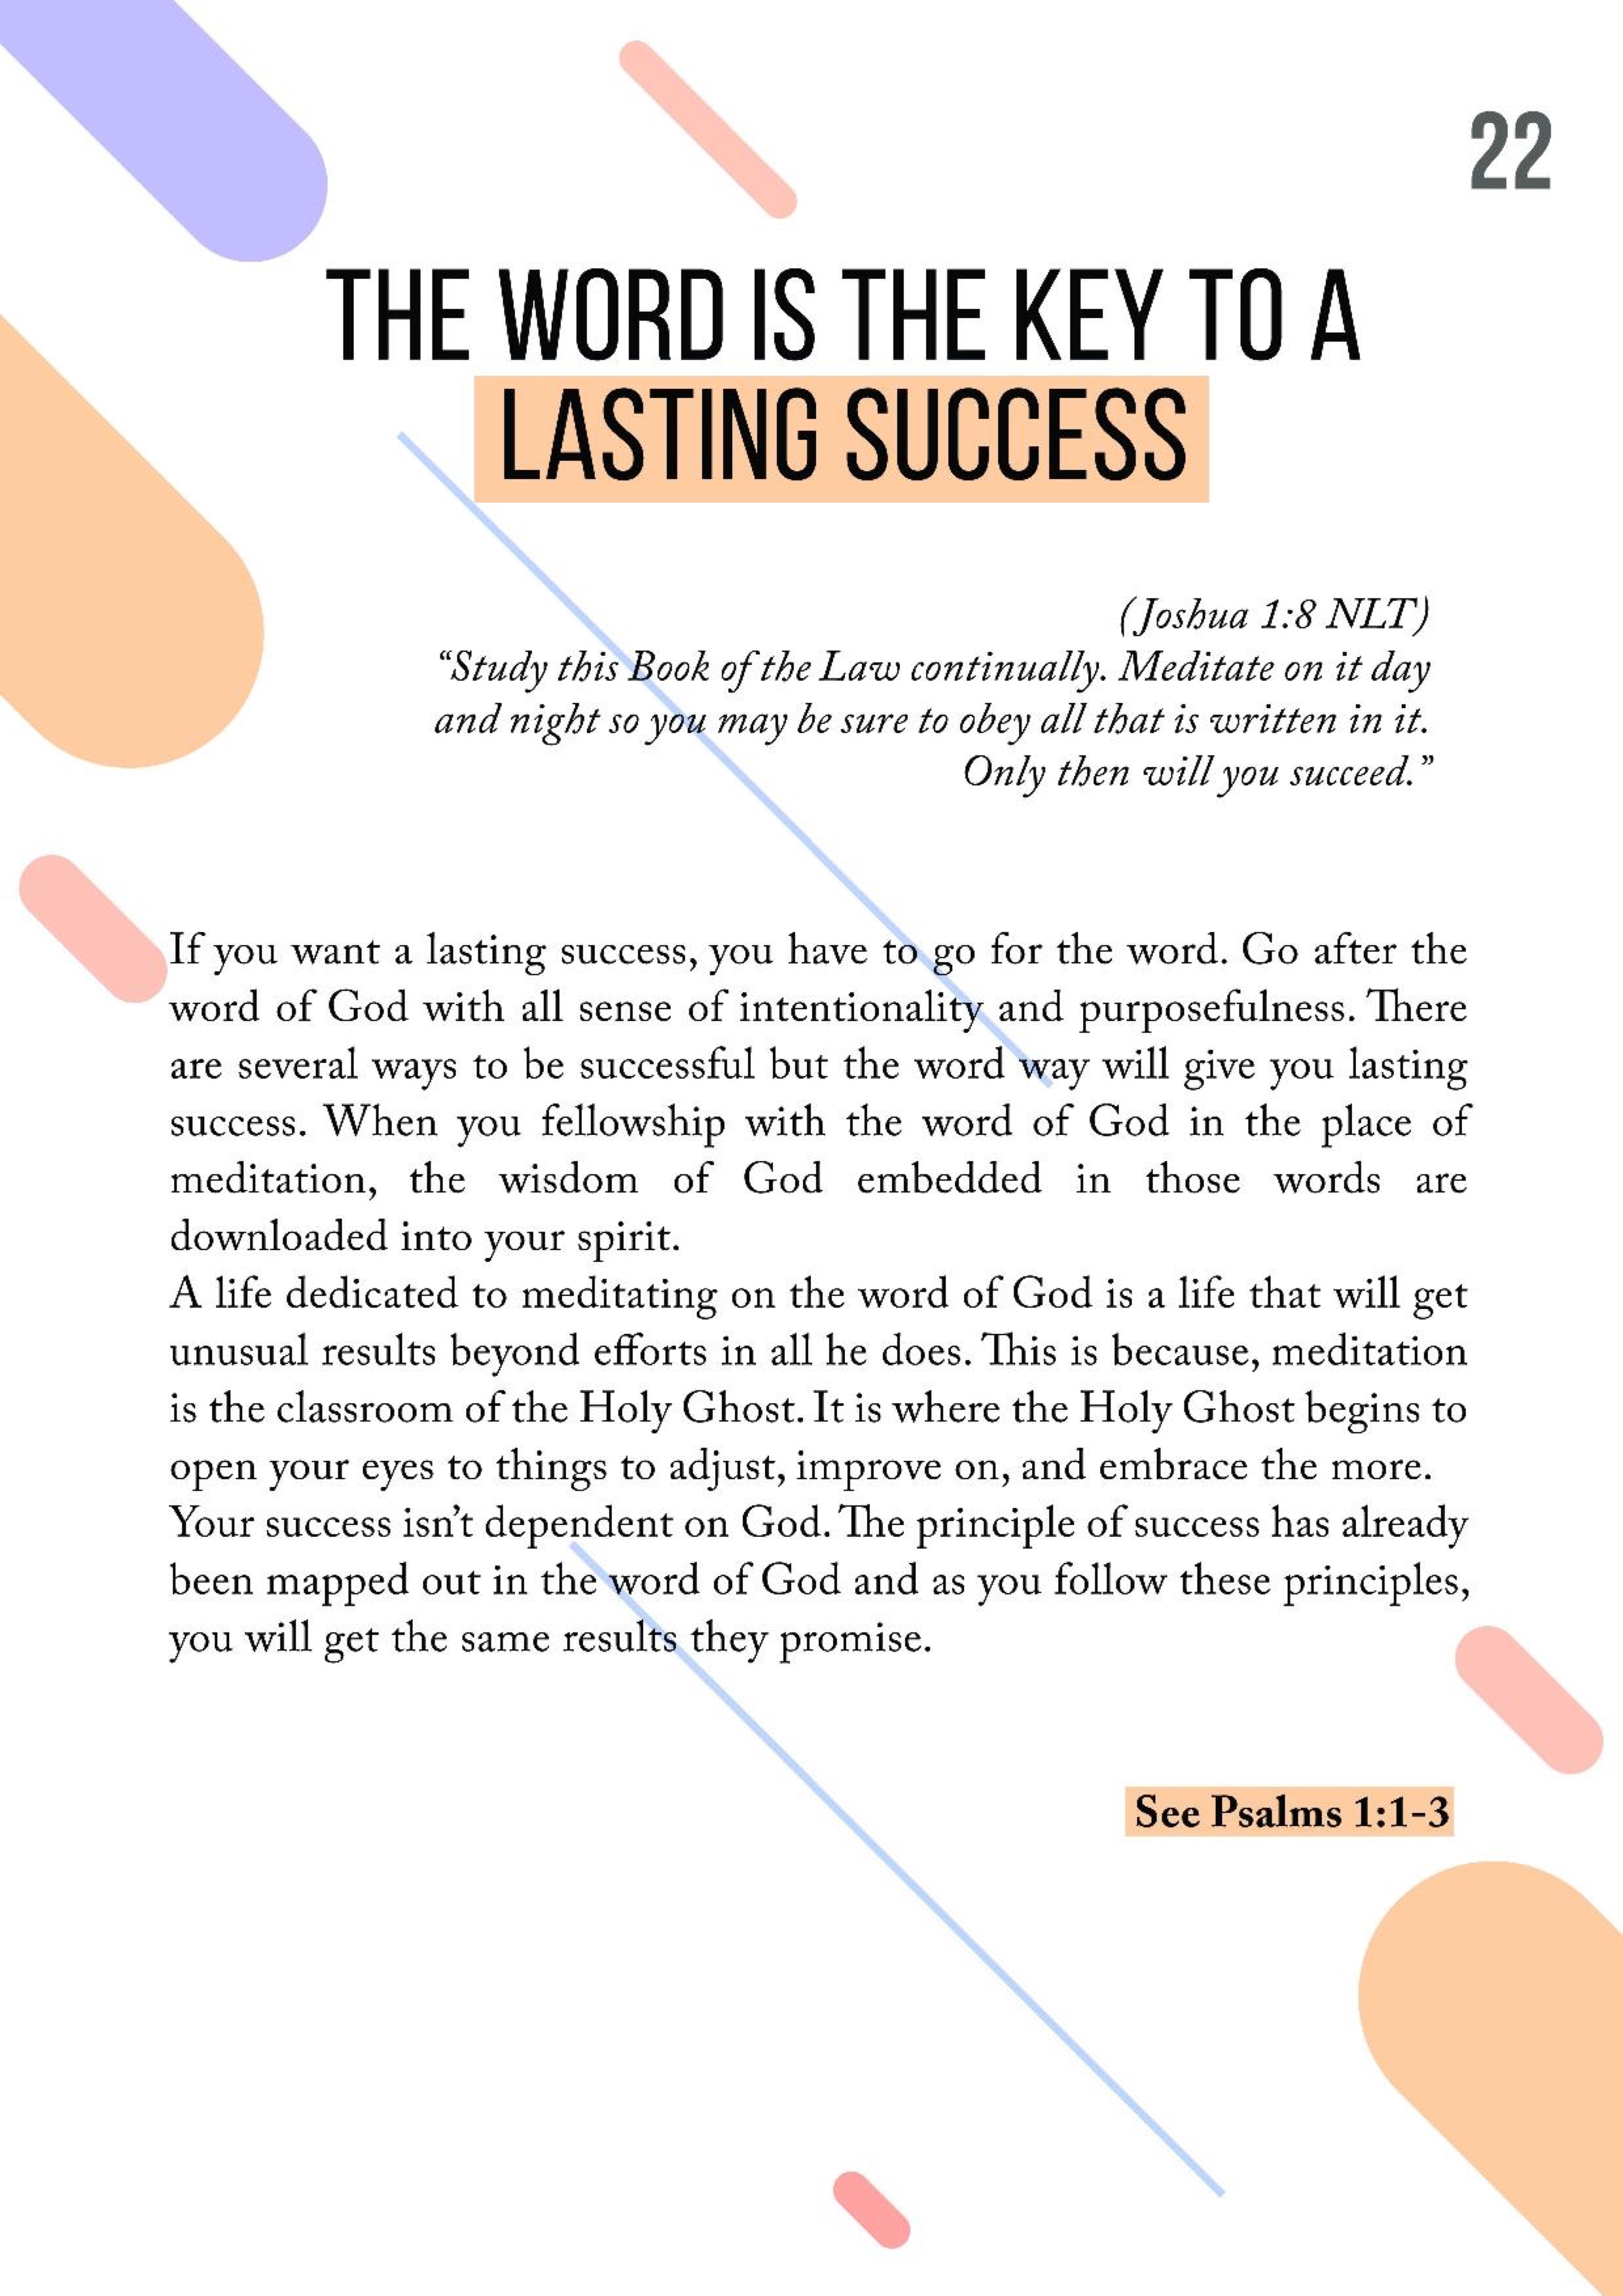 22
THE WORD IS THE KEY TO A
LASTING SUCCESS
(Joshua 1:8 NLT)
“Study this Book of the Law continually. Meditate on it day
and night so you may be sure to obey all that is written in it.
Only then will you succeed.”
If you want a lasting success, you have to go for the word. Go after the
word of God with all sense of intentionality and purposefulness. There
are several ways to be successful but the word way will give you lasting
success. When you fellowship with the word of God in the place of
meditation, the wisdom of God embedded in those words are
downloaded into your spirit.
A life dedicated to meditating on the word of God is a life that will get
unusual results beyond efforts in all he does. This is because, meditation
is the classroom of the Holy Ghost. It is where the Holy Ghost begins to
open your eyes to things to adjust, improve on, and embrace the more.
Your success isn’t dependent on God. The principle of success has already
been mapped out in the word of God and as you follow these principles,
you will get the same results they promise.
See Psalms 1:1-3